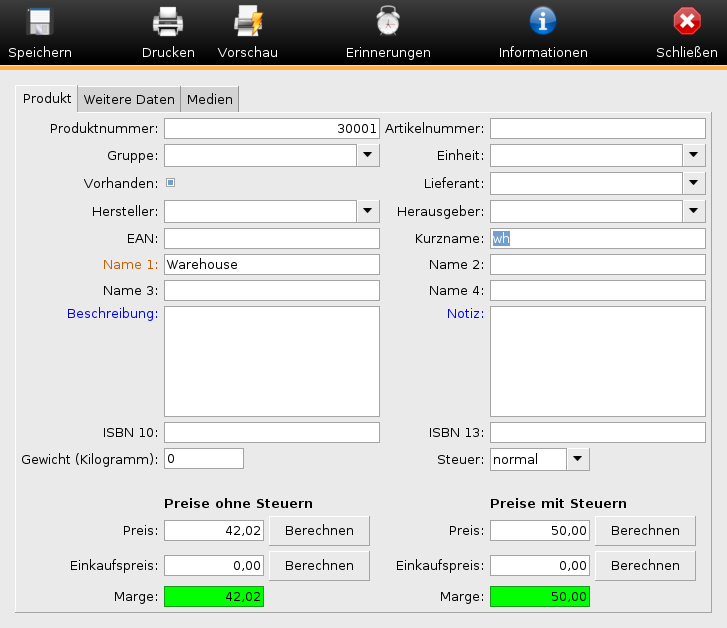 Speichern Drucken Vorschau Erinnerungen Informationen Schließen
Produkt Weitere Daten Medien
Produktnummer: 30001 Artikelnummer:
Gruppe: Einheit:
Vorhanden: Lieferant:
Hersteller: Herausgeber:
EAN: Kurzname: wh
Name 1: Warehouse Name 2:
Name 3: Name 4:
Beschreibung: Notiz:
ISBN 10: ISBN 13:
Gewicht (Kilogramm): 0 Steuer: normal
Preise ohne Steuern Preise mit Steuern
Preis: 42,02 Berechnen Preis: 50,00 Berechnen
Einkaufspreis: 0,00 Berechnen Einkaufspreis: 0,00 Berechnen
Marge: 42,02 Marge: 50,00